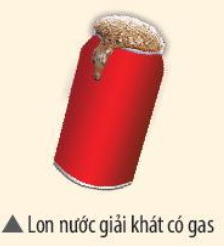 ▲ Lon nước giải khát có gas